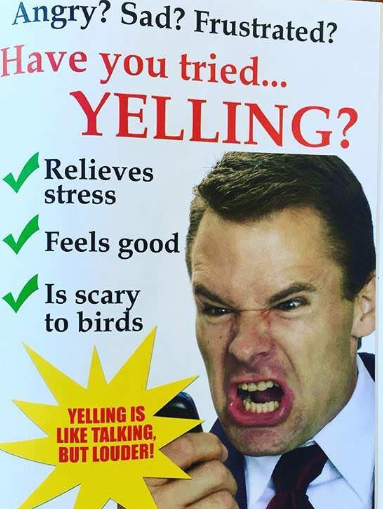 Angry? Sad? Frustrated?
Have you tried...
YELLING?
Relieves
stress
Feels good
Is scary
to birds
YELLING IS
LIKE TALKING,
BUT LOUDER!